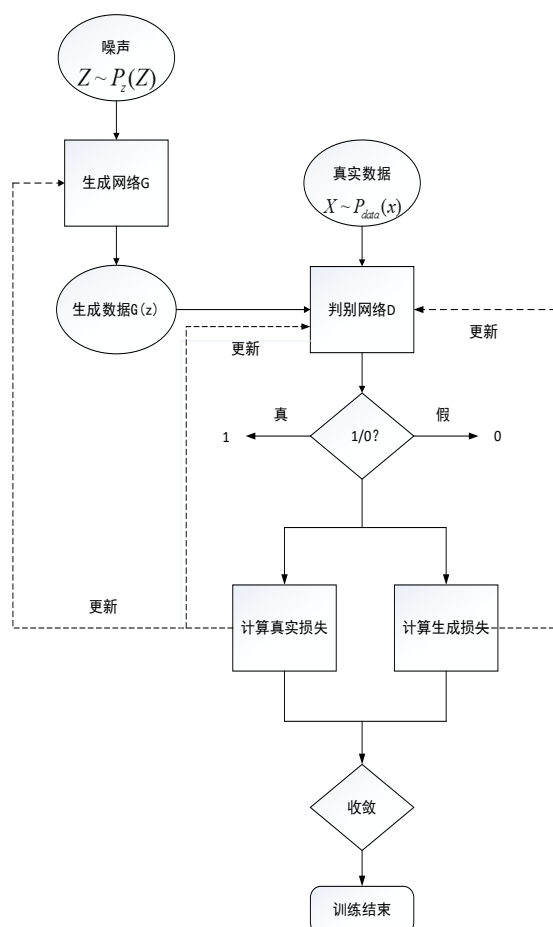 噪声
Z ~ P_z(Z)
生成网络G
真实数据
X ~ P_data(x)
生成数据G(z)
判别网络D
更新
更新
真
假
1
1/0?
0
更新
计算真实损失
计算生成损失
收敛
训练结束